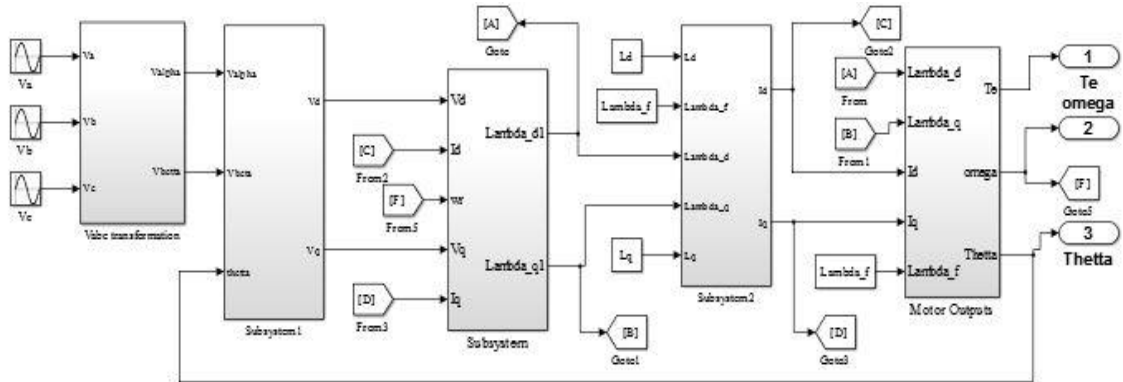 Va
Vb
Vc
Va
Vb
Vc
Valpha
Vbetta
Vabc transformation
Valpha
Vbeta
thetta
Vd
Vq
Subsystem1
[C]
From2
[F]
From5
[D]
From3
Vd
Id
wr
Vq
Iq
Lambda_d1
Lambda_q1
Subsystem
[A]
Goto
[B]
Goto1
Ld
Lambda_f
Lq
Ld
Lambda_f
Lambda_d
Lambda_q
Lq
Id
Iq
Subsystem2
[C]
Goto2
[D]
Goto3
[A]
From
[B]
From1
Lambda_f
Lambda_d
Lambda_q
Id
Iq
Lambda_f
Te
omega
Thetta
Motor Outputs
1
Te
omega
2
[F]
Goto5
3
Thetta